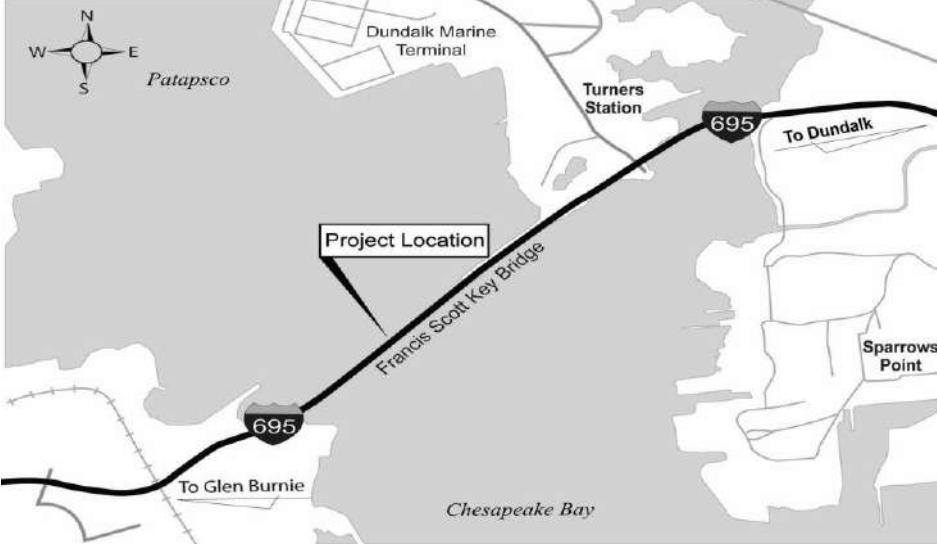 N
W E
S
Patapsco
Dundalk Marine
Terminal
Turners
Station
695
To Dundalk
Project Location
Francis Scott Key Bridge
Sparrows
Point
695
To Glen Burnie
Chesapeake Bay